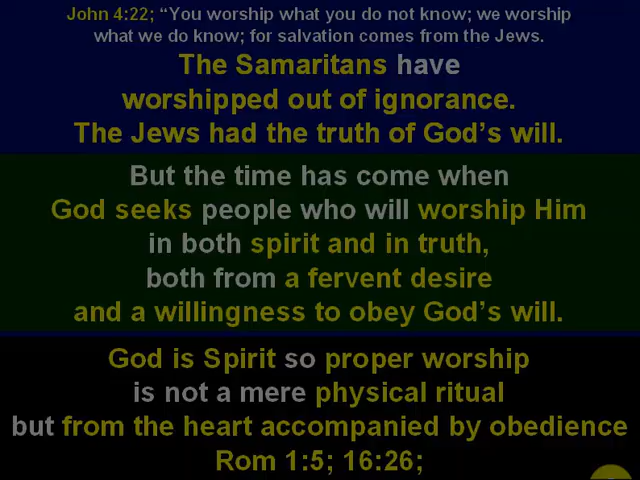 John 4:22; “You worship what you do not know; we worship
what we do know; for salvation comes from the Jews.
The Samaritans have
worshipped out of ignorance.
The Jews had the truth of God’s will.
But the time has come when
God seeks people who will worship Him
in both spirit and in truth,
both from a fervent desire
and a willingness to obey God’s will.
God is Spirit so proper worship
is not a mere physical ritual
but from the heart accompanied by obedience
Rom 1:5; 16:26;